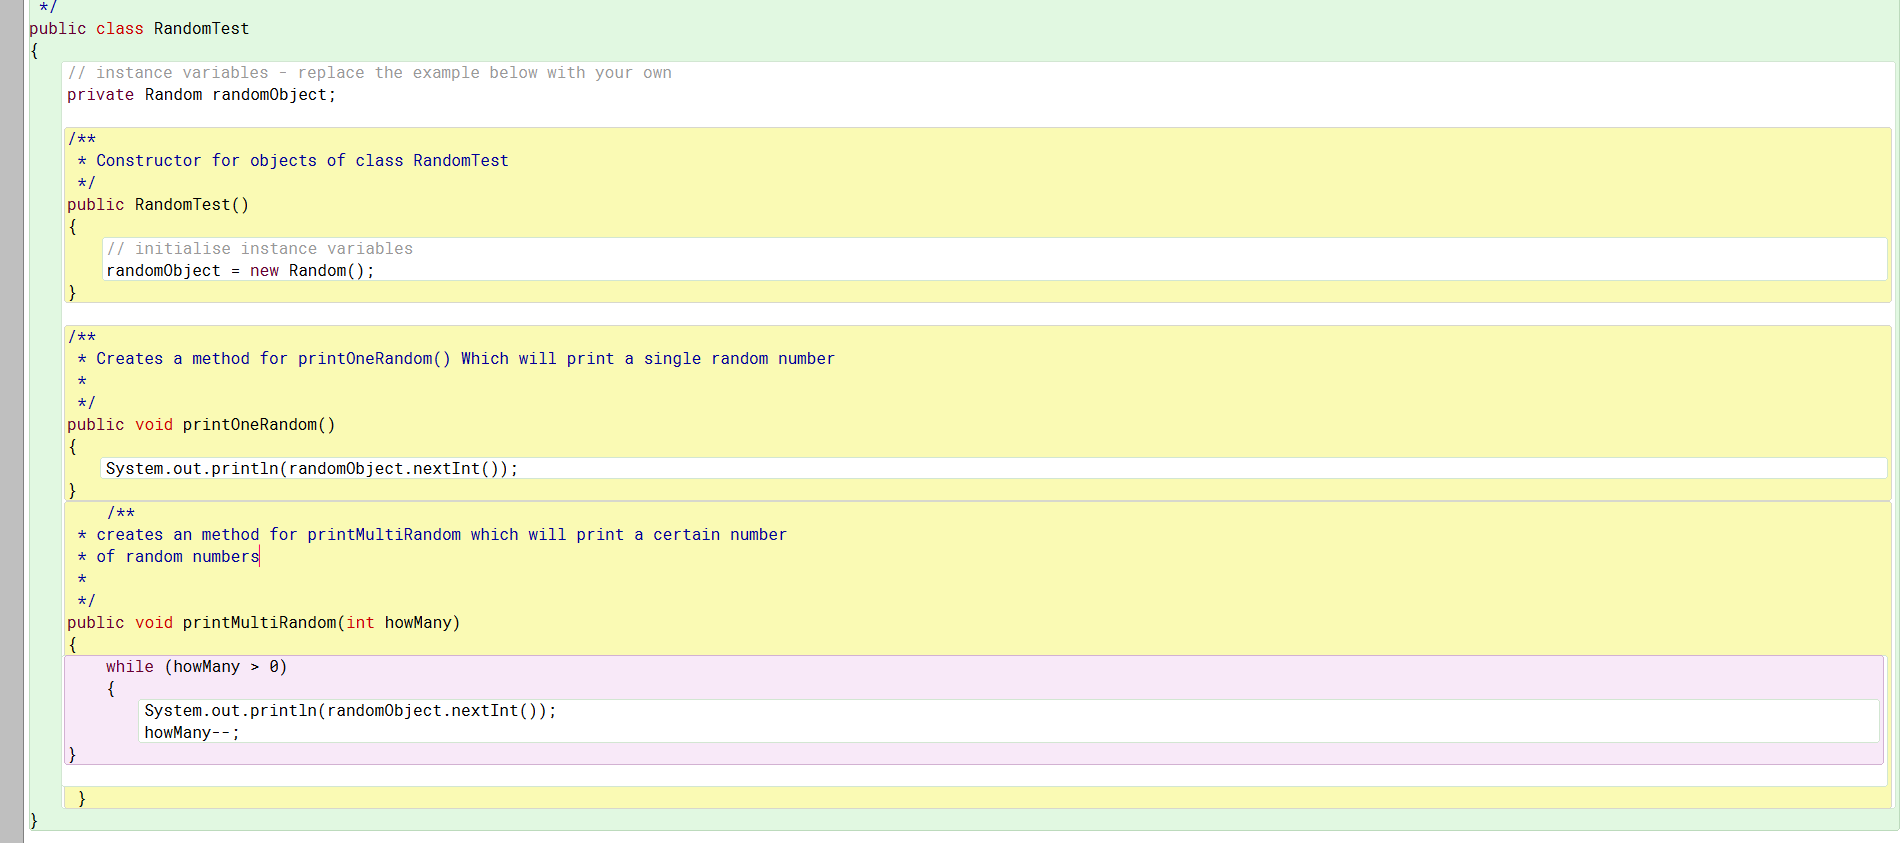 */
public class RandomTest
{
// instance variables - replace the example below with your own
private Random randomObject;
/**
* Constructor for objects of class RandomTest
*/
public RandomTest()
{
// initialise instance variables
randomObject = new Random();
}
/**
* Creates a method for printOneRandom() Which will print a single random number
*
*/
public void printOneRandom()
{
System.out.println(randomObject.nextInt());
}
/**
* creates an method for printMultiRandom which will print a certain number
* of random numbers
*
*/
public void printMultiRandom(int howMany)
{
while (howMany > 0)
{
System.out.println(randomObject.nextInt());
howMany--;
}
}
}